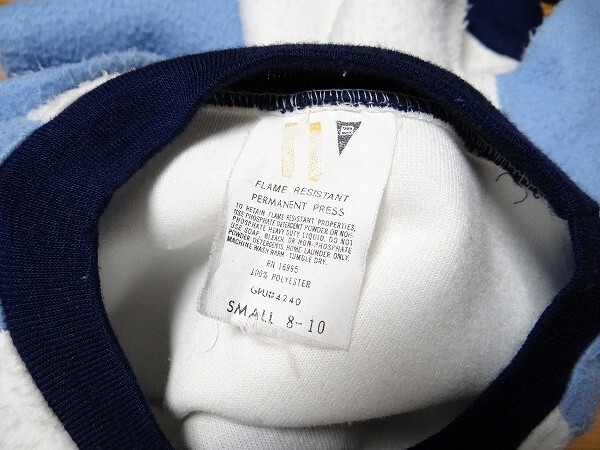 FLAME RESISTANT
PERMANENT PRESS
TO RETAIN FLAME RESISTANT PROPERTIES,
USE PHOSPHATE DETERGENT POWDER OR NON-
PHOSPHATE HEAVY DUTY LIQUID. DO NOT
USE SOAP, BLEACH, OR NON-PHOSPHATE
POWDER DETERGENTS. HOME LAUNDER ONLY.
MACHINE WASH WARM-TUMBLE DRY.
RN 16995
100% POLYESTER
GPU#4240
SMALL 8-10